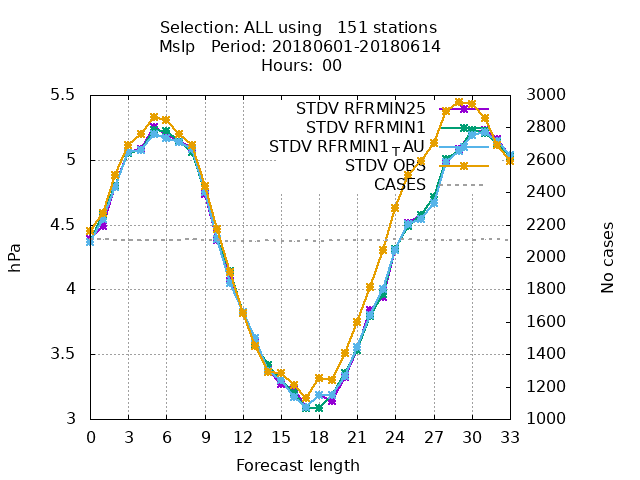 Selection: ALL using   151 stations
Mslp   Period: 20180601-20180614
Hours: 00
STDV RFRMIN25
STDV RFRMIN1
STDV RFRMIN1┬AU
STDV OBS
CASES
5.5
5
4.5
4
3.5
3
hPa
3000
2800
2600
2400
2200
2000
1800
1600
1400
1200
1000
No cases
0 3 6 9 12 15 18 21 24 27 30 33
Forecast length